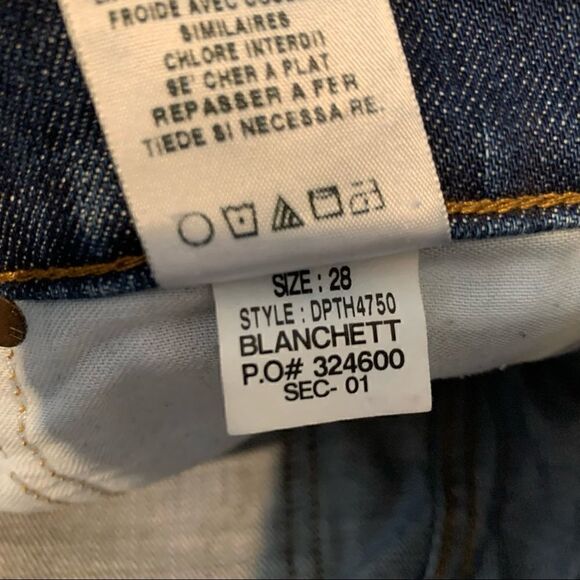 FROIDE AVEC
SIMILAIRES
CHLORE INTERDIT
SE' CHER A PLAT
REPASSER A FER
TIEDE SI NECESSA RE.
SIZE : 28
STYLE : DPTH4750
BLANCHETT
P.O# 324600
SEC- 01